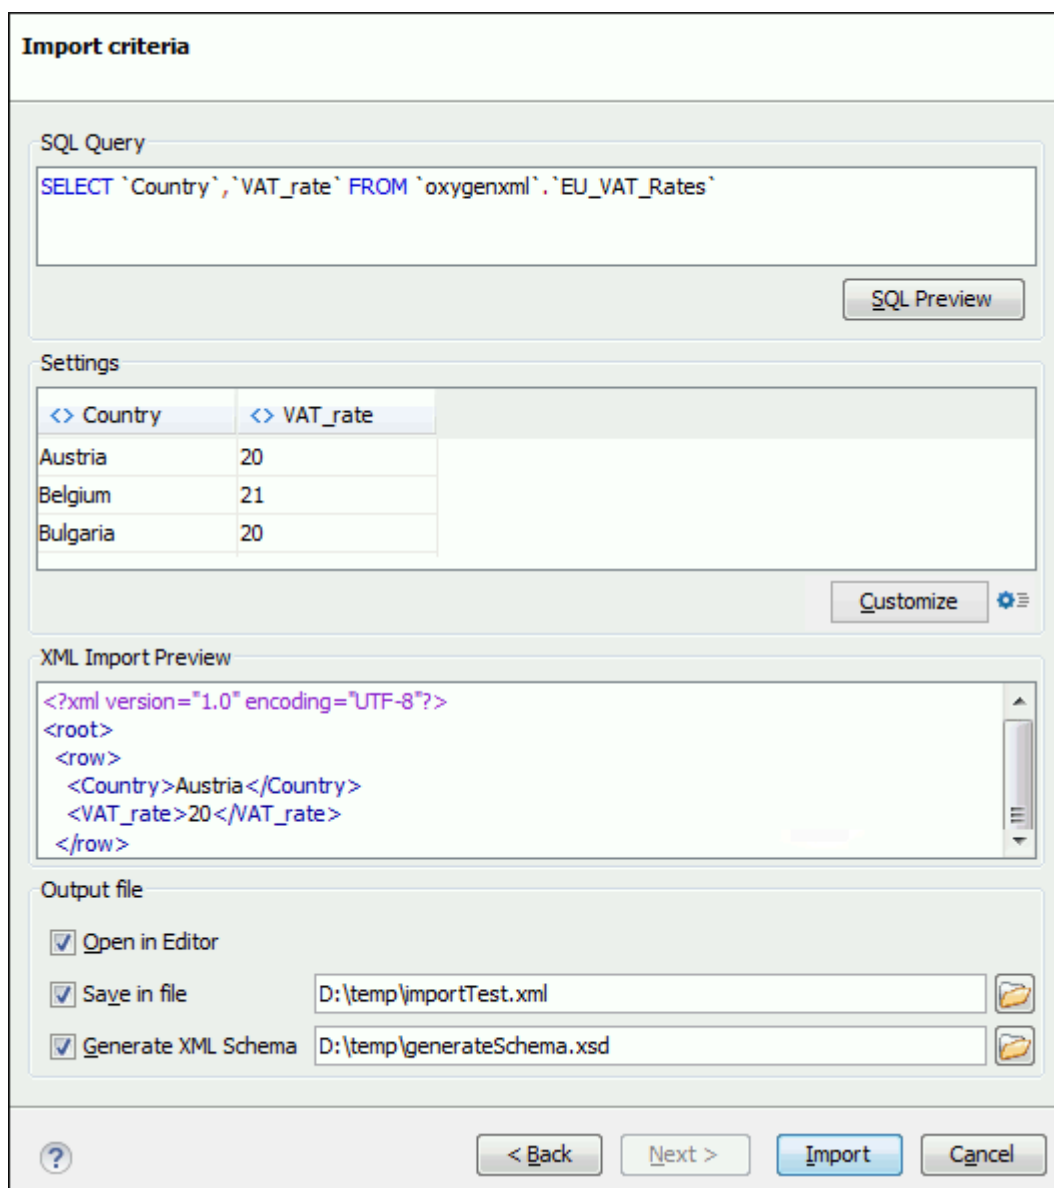 Import criteria
SQL Query
SELECT `Country`,`VAT_rate` FROM `oxygenxml`.`EU_VAT_Rates`
SQL Preview
Settings
<> Country <> VAT_rate
Austria 20
Belgium 21
Bulgaria 20
Customize
XML Import Preview
<?xml version="1.0" encoding="UTF-8"?>
<root>
<row>
<Country>Austria</Country>
<VAT_rate>20</VAT_rate>
</row>
Output file
Open in Editor
Save in file D:\temp\importTest.xml
Generate XML Schema D:\temp\generateSchema.xsd
? < Back Next > Import Cancel